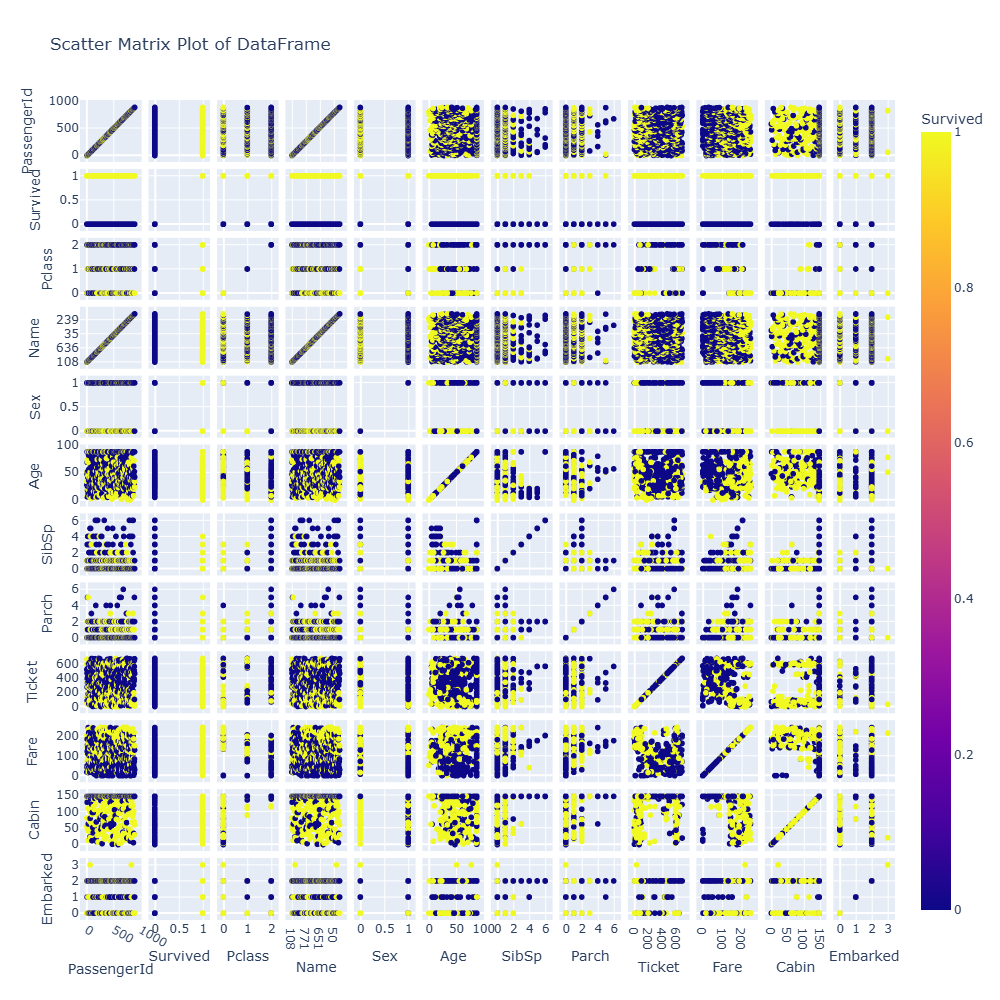 Scatter Matrix Plot of DataFrame
Survived
1
0.8
0.6
0.4
0.2
0
PassengerId
1000
500
0
Survived
1
0.5
0
Pclass
2
1
0
Name
239
35
636
108
Sex
1
0.5
0
Age
100
50
0
SibSp
6
4
2
0
Parch
6
4
2
0
Ticket
600
400
200
0
Fare
200
100
0
Cabin
150
100
50
0
Embarked
3
2
1
0
0 500 1000
0 0.5 1
0 1 2
108 771 651 50
0 1
0 50 100
0 2 4 6
0 2 4 6
0 200 400 600
0 100 200
0 50 100 150
0 1 2 3
PassengerId Survived Pclass Name Sex Age SibSp Parch Ticket Fare Cabin Embarked